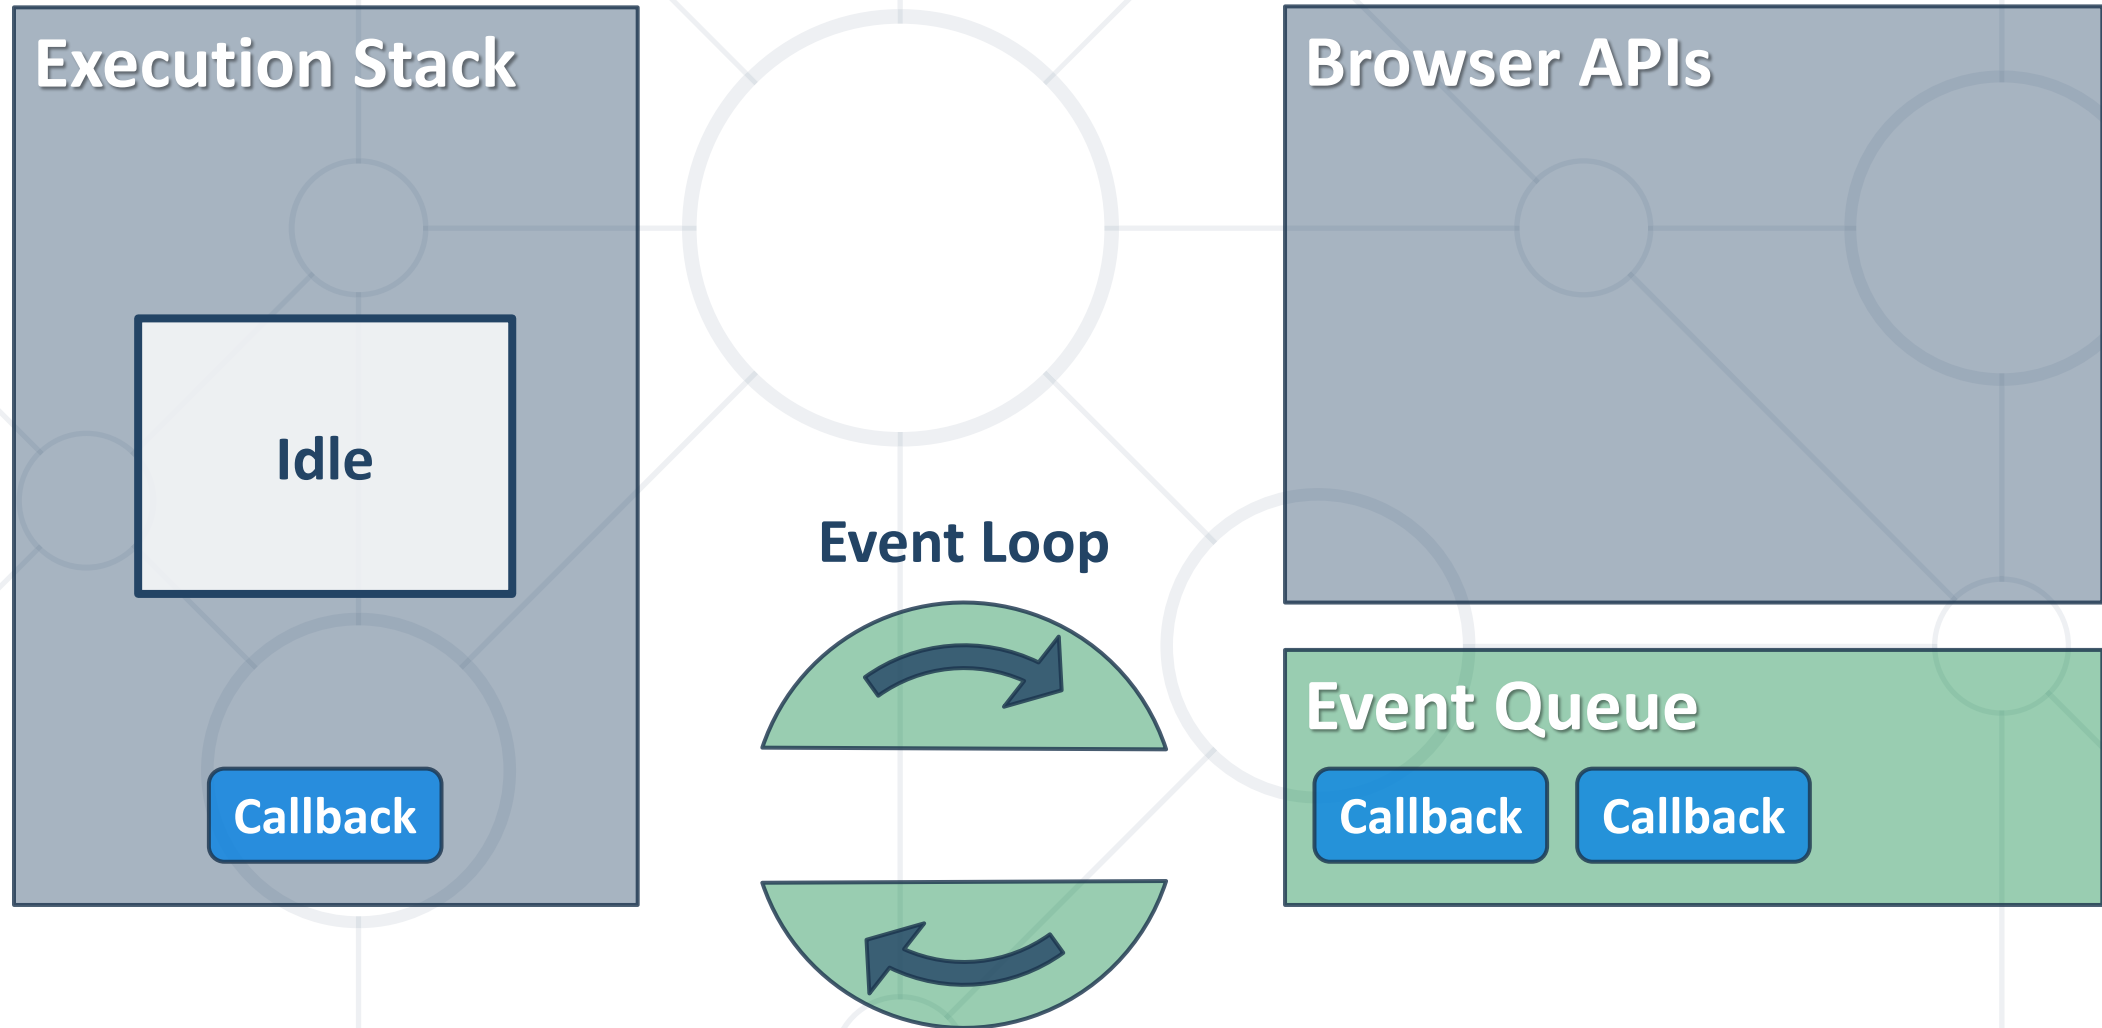 Execution Stack
Browser APIs
Idle
Event Loop
Event Queue
Callback
Callback
Callback